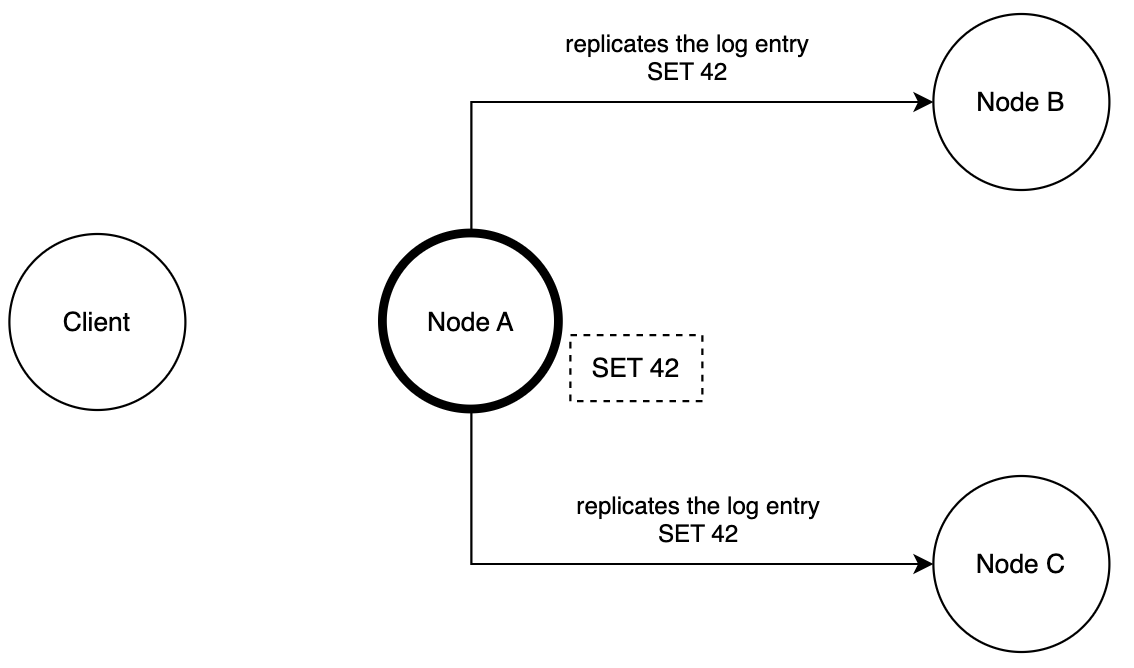 replicates the log entry
SET 42
Node B
Client
Node A
SET 42
replicates the log entry
SET 42
Node C